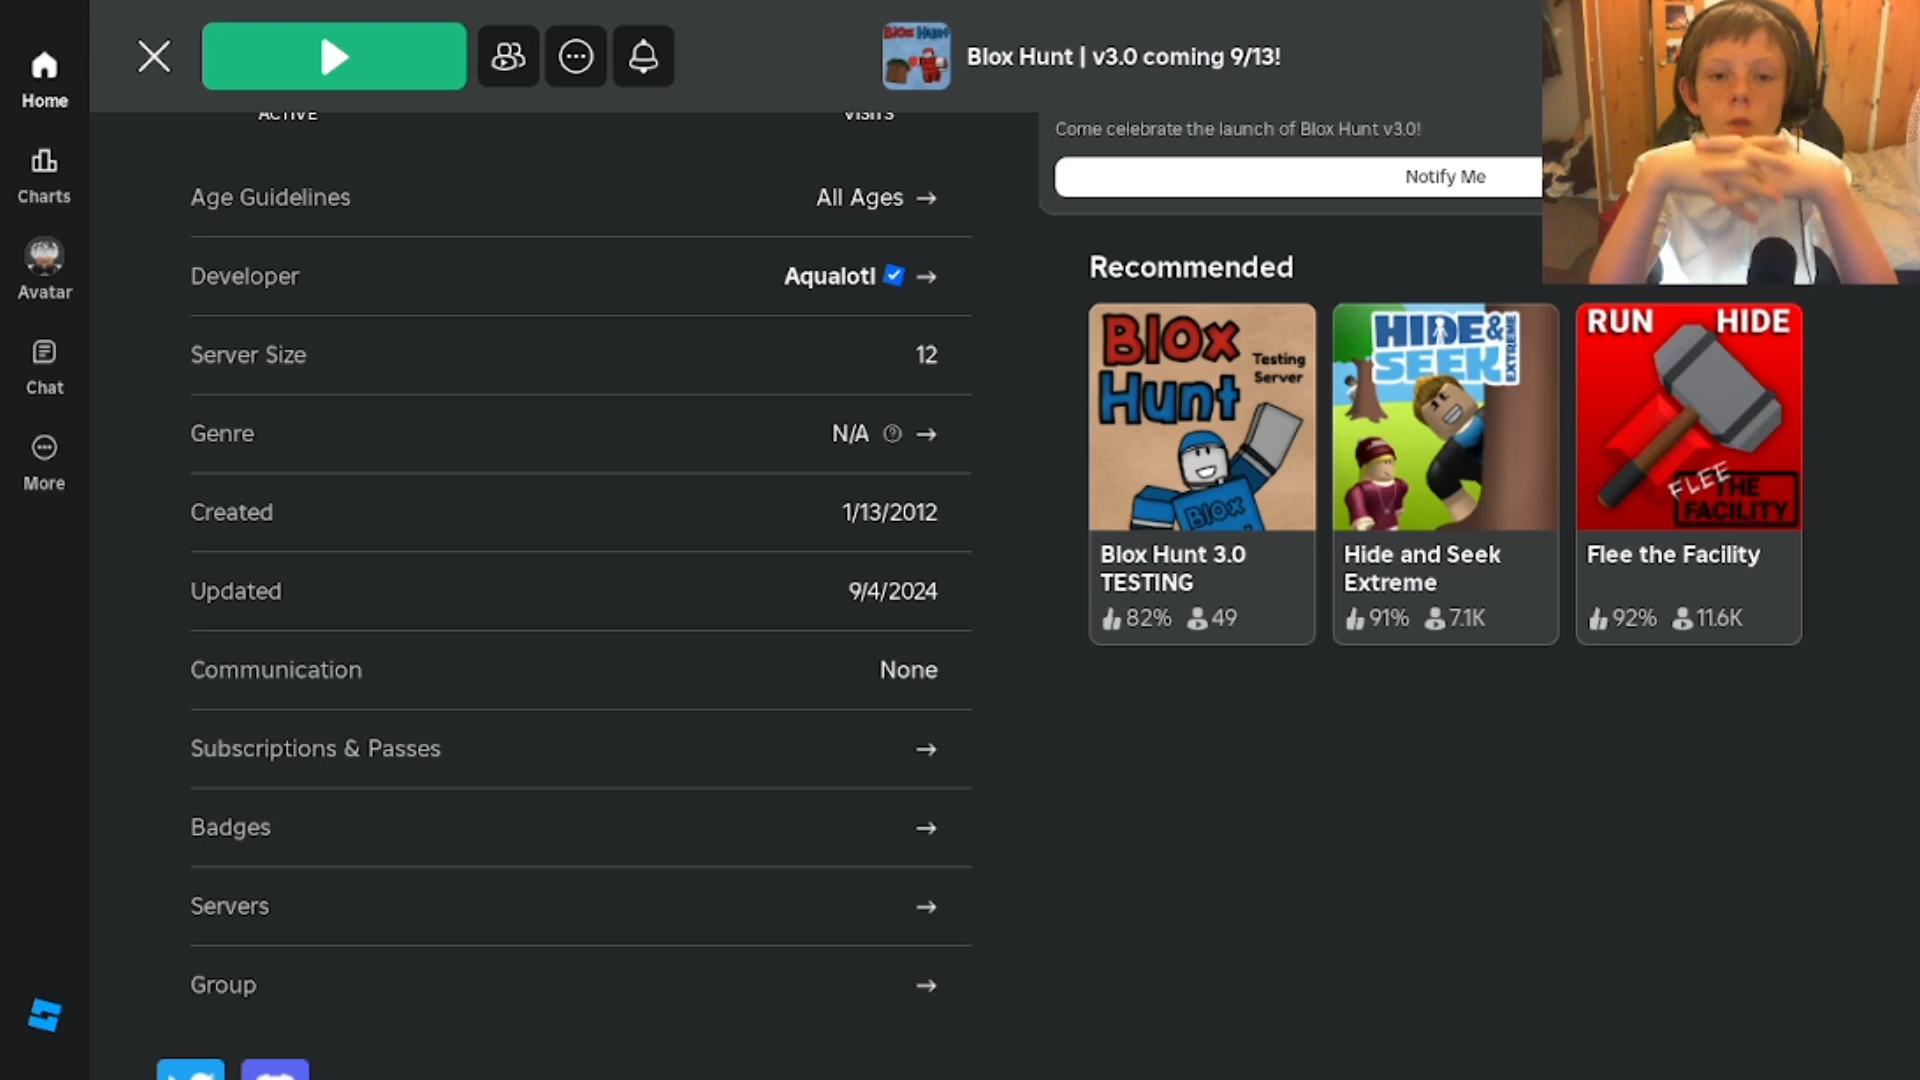 Home
Charts
Avatar
Chat
More
Blox Hunt
Blox Hunt | v3.0 coming 9/13!
ACTIVE
VISITS
Age Guidelines
All Ages
Developer
Aqualotl
Server Size
12
Genre
N/A
Created
1/13/2012
Updated
9/4/2024
Communication
None
Subscriptions & Passes
Badges
Servers
Group
Come celebrate the launch of Blox Hunt v3.0!
Notify Me
Recommended
Blox
Hunt
Testing
Server
Blox
Blox Hunt 3.0
TESTING
82% 49
HIDE &
SEEK
EXTREME
Hide and Seek
Extreme
91% 7.1K
RUN HIDE
FLEE
THE
FACILITY
Flee the Facility
92% 11.6K